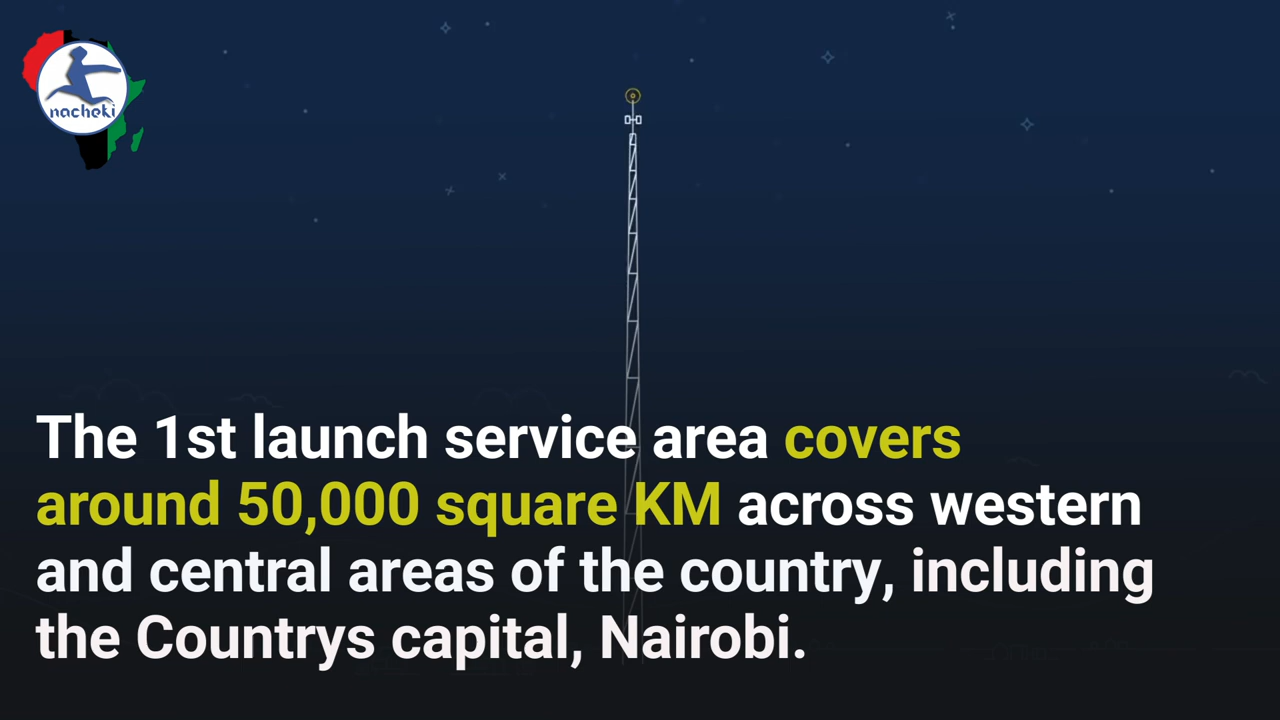 nacheki
The 1st launch service area covers
around 50,000 square KM across western
and central areas of the country, including
the Countrys capital, Nairobi.